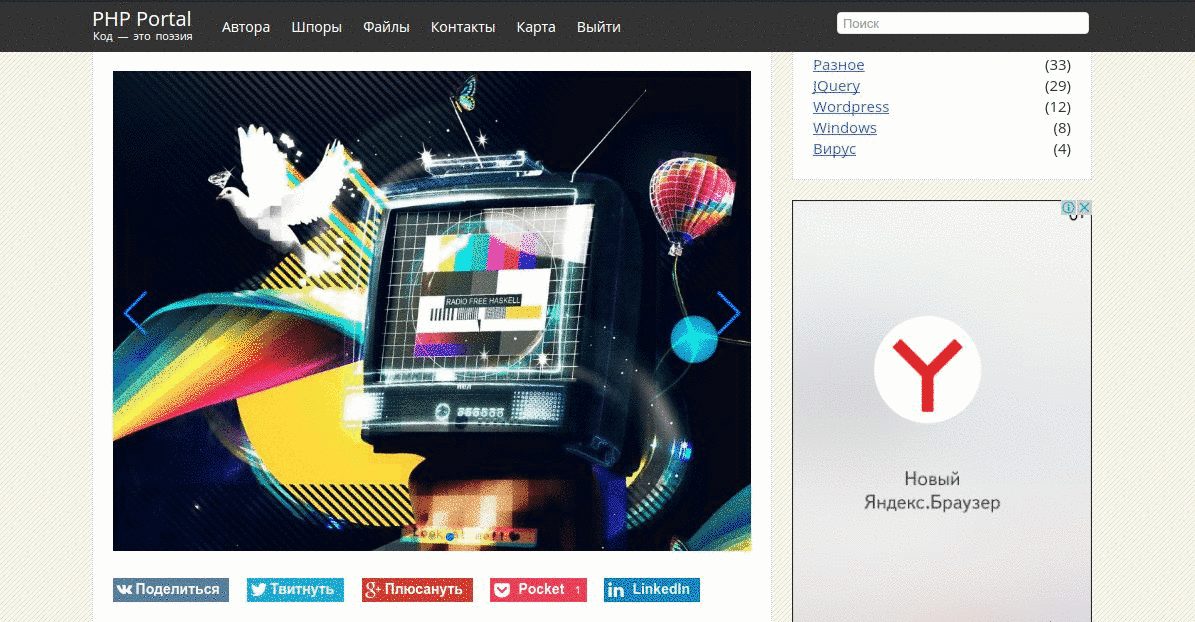 PHP Portal
Код — это поэзия
Автора Шпоры Файлы Контакты Карта Выйти
Поиск
Разное (33)
JQuery (29)
Wordpress (12)
Windows (8)
Вирус (4)
RADIO FREE HASKELL
Новый
Яндекс.Браузер
Поделиться
Твитнуть
Плюсануть
Pocket 1
LinkedIn